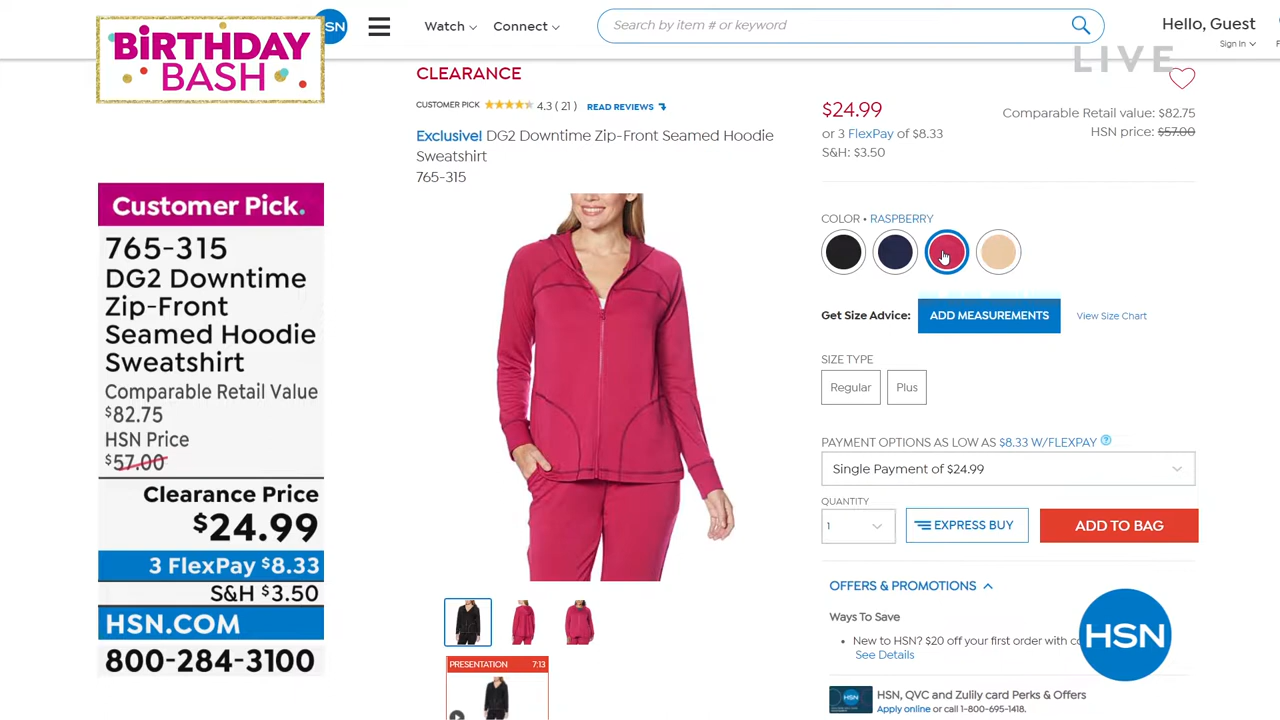 BiRTHDAY
BASH
SN
Watch
Connect
Search by item # or keyword
Hello, Guest
Sign In
LIVE
CLEARANCE
CUSTOMER PICK 4.3 ( 21 ) READ REVIEWS
Exclusive! DG2 Downtime Zip-Front Seamed Hoodie
Sweatshirt
765-315
$24.99
or 3 FlexPay of $8.33
S&H: $3.50
Comparable Retail value: $82.75
HSN price: $57.00
Customer Pick.
765-315
DG2 Downtime
Zip-Front
Seamed Hoodie
Sweatshirt
Comparable Retail Value
$82.75
HSN Price
$57.00
Clearance Price
$24.99
3 FlexPay $8.33
S&H $3.50
HSN.COM
800-284-3100
COLOR • RASPBERRY
Get Size Advice: ADD MEASUREMENTS View Size Chart
SIZE TYPE
Regular Plus
PAYMENT OPTIONS AS LOW AS $8.33 W/FLEXPAY ?
Single Payment of $24.99
QUANTITY
1
EXPRESS BUY
ADD TO BAG
OFFERS & PROMOTIONS
Ways To Save
• New to HSN? $20 off your first order with
See Details
HSN
HSN, QVC and Zulily card Perks & Offers
Apply online or call 1-800-695-1418.
PRESENTATION 7:13